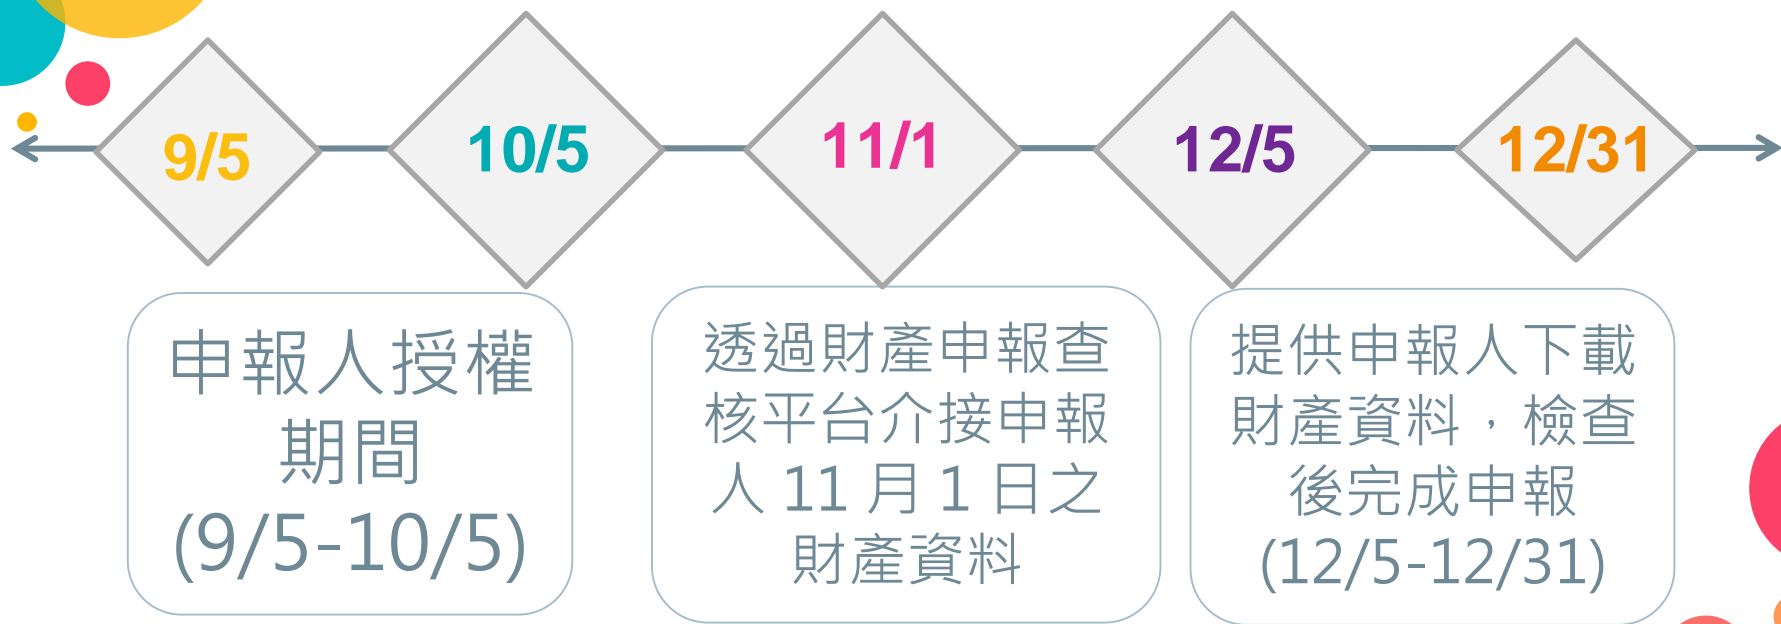 9/5
10/5
11/1
12/5
12/31
申報人授權
期間
(9/5-10/5)
透過財產申報查
核平台介接申報
人 11 月 1 日之
財產資料
提供申報人下載
財產資料，檢查
後完成申報
(12/5-12/31)